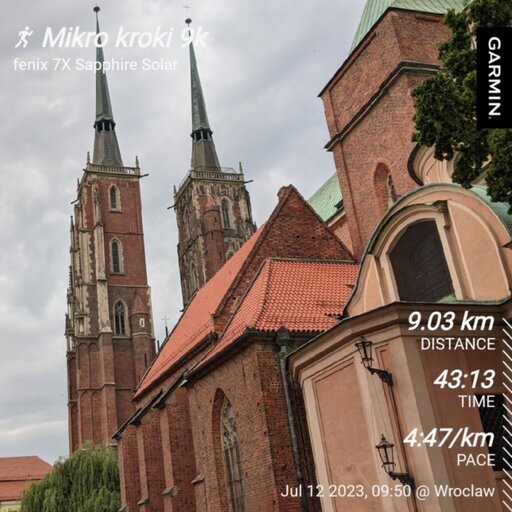 Mikro kroki 9k
fenix 7X Sapphire Solar
GARMIN.
9.03 km
DISTANCE
43:13
TIME
4:47/km
PACE
Jul 12 2023, 09:50 @ Wroclaw